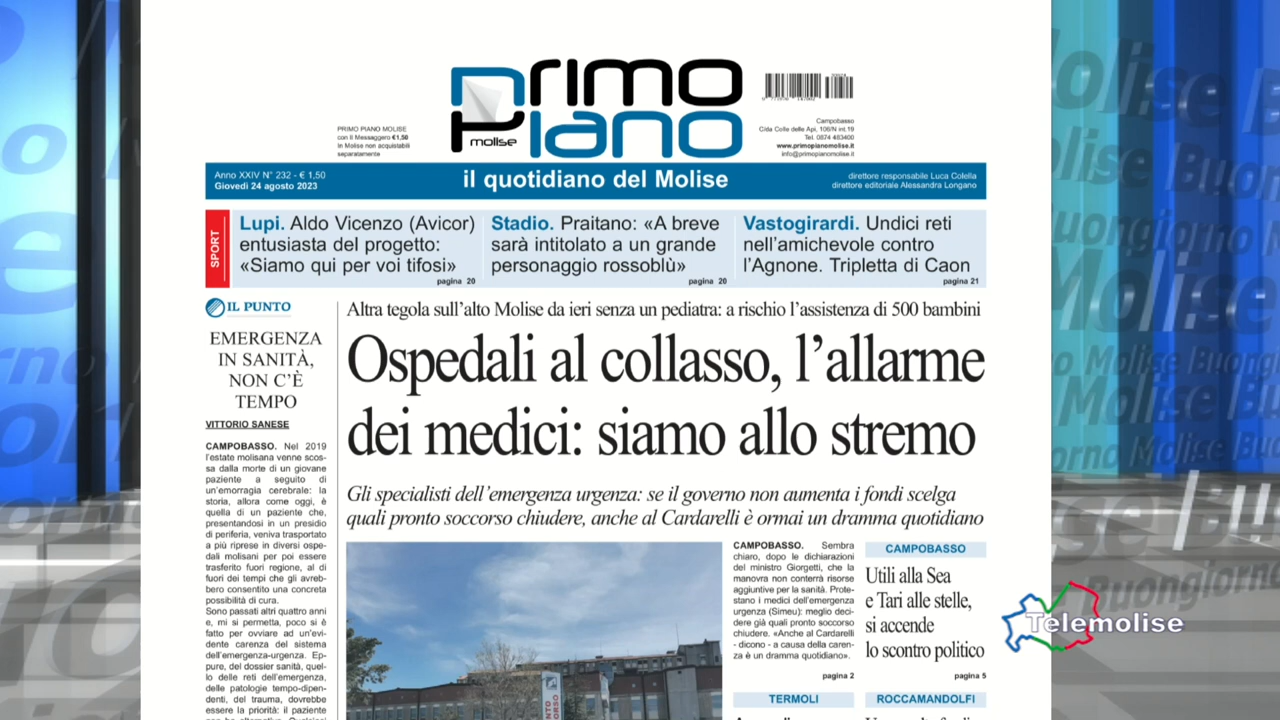 PRIMO PIANO MOLISE
con Il Messaggero €1,50
In Molise non acquistabili
separatamente
PRIMO
PIANO
molise
Campobasso
C/da Colle delle Api, 106/N int.19
Tel. 0874 483400
www.primopianomolise.it
info@primopianomolise.it
Anno XXIV N° 232 - € 1,50
Giovedì 24 agosto 2023
il quotidiano del Molise
direttore responsabile Luca Colella
direttore editoriale Alessandra Longano
SPORT
Lupi. Aldo Vicenzo (Avicor)
entusiasta del progetto:
«Siamo qui per voi tifosi»
pagina 20
Stadio. Praitano: «A breve
sarà intitolato a un grande
personaggio rossoblù»
pagina 20
Vastogirardi. Undici reti
nell'amichevole contro
l'Agnone. Tripletta di Caon
pagina 21
IL PUNTO
EMERGENZA
IN SANITÀ,
NON C'È
TEMPO
VITTORIO SANESE
CAMPOBASSO. Nel 2019
l'estate molisana venne scos-
sa dalla morte di un giovane
paziente a seguito di
un'emorragia cerebrale: la
storia, allora come oggi, è
quella di un paziente che,
presentandosi in un presidio
di periferia, veniva trasportato
a più riprese in diversi ospe-
dali molisani per poi essere
trasferito fuori regione, al di
fuori dei tempi che gli avreb-
bero consentito una concreta
possibilità di cura.
Sono passati altri quattro anni
e, mi si permetta, poco si è
fatto per ovviare ad un'evi-
dente carenza del sistema
dell'emergenza-urgenza. Ep-
pure, del dossier sanità, quel-
lo delle reti dell'emergenza,
delle patologie tempo-dipen-
denti, del trauma, dovrebbe
essere la priorità: il paziente
Altra tegola sull'alto Molise da ieri senza un pediatra: a rischio l'assistenza di 500 bambini
Ospedali al collasso, l'allarme
dei medici: siamo allo stremo
Gli specialisti dell'emergenza urgenza: se il governo non aumenta i fondi scelga
quali pronto soccorso chiudere, anche al Cardarelli è ormai un dramma quotidiano
CAMPOBASSO. Sembra
chiaro, dopo le dichiarazioni
del ministro Giorgetti, che la
manovra non conterrà risorse
aggiuntive per la sanità. Prote-
stano i medici dell'emergenza
urgenza (Simeu): meglio deci-
dere già quali pronto soccorso
chiudere. «Anche al Cardarelli
- dicono - a causa della caren-
za è un dramma quotidiano».
pagina 2
CAMPOBASSO
Utili alla Sea
e Tari alle stelle,
si accende
lo scontro politico
pagina 5
TERMOLI
ROCCAMANDOLFI
Telemolise